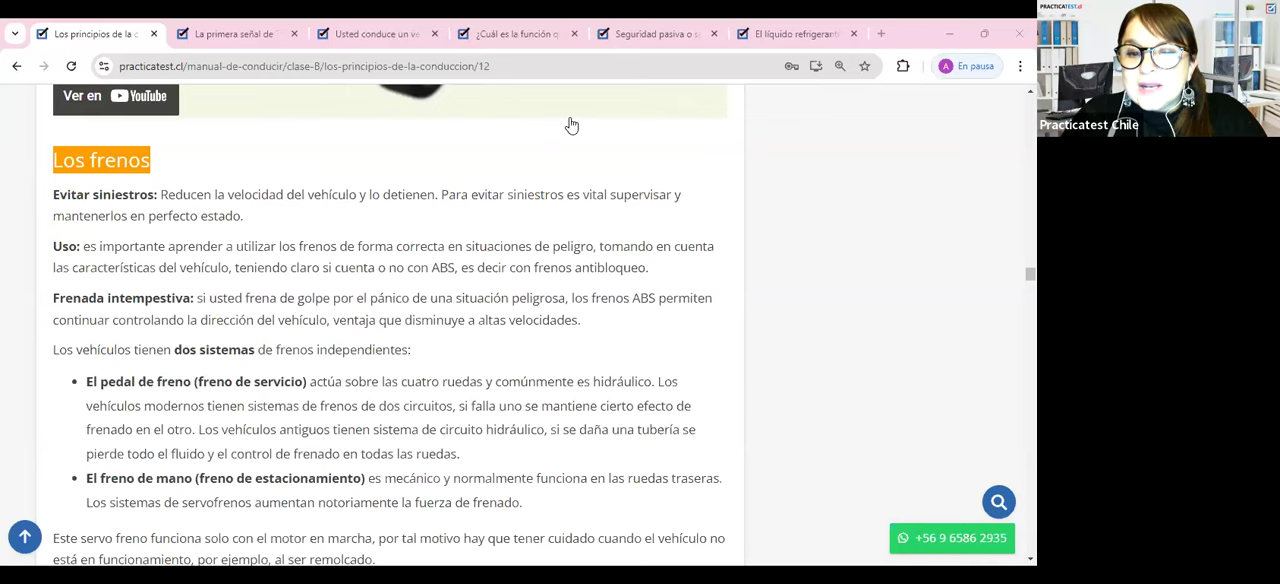 Los principios de la c
La primera señal de
Usted conduce un ve
¿Cuál es la función q
Seguridad pasiva o s
El líquido refrigerant
practicatest.cl/manual-de-conducir/clase-B/los-principios-de-la-conduccion/12
A
En pausa
PRACTICATEST.cl
Practicatest Chile
Ver en YouTube
Los frenos
Evitar siniestros: Reducen la velocidad del vehículo y lo detienen. Para evitar siniestros es vital supervisar y
mantenerlos en perfecto estado.
Uso: es importante aprender a utilizar los frenos de forma correcta en situaciones de peligro, tomando en cuenta
las características del vehículo, teniendo claro si cuenta o no con ABS, es decir con frenos antibloqueo.
Frenada intempestiva: si usted frena de golpe por el pánico de una situación peligrosa, los frenos ABS permiten
continuar controlando la dirección del vehículo, ventaja que disminuye a altas velocidades.
Los vehículos tienen dos sistemas de frenos independientes:
• El pedal de freno (freno de servicio) actúa sobre las cuatro ruedas y comúnmente es hidráulico. Los
vehículos modernos tienen sistemas de frenos de dos circuitos, si falla uno se mantiene cierto efecto de
frenado en el otro. Los vehículos antiguos tienen sistema de circuito hidráulico, si se daña una tubería se
pierde todo el fluido y el control de frenado en todas las ruedas.
• El freno de mano (freno de estacionamiento) es mecánico y normalmente funciona en las ruedas traseras.
Los sistemas de servofrenos aumentan notoriamente la fuerza de frenado.
Este servo freno funciona solo con el motor en marcha, por tal motivo hay que tener cuidado cuando el vehículo no
está en funcionamiento, por ejemplo, al ser remolcado.
+56 9 6586 2935